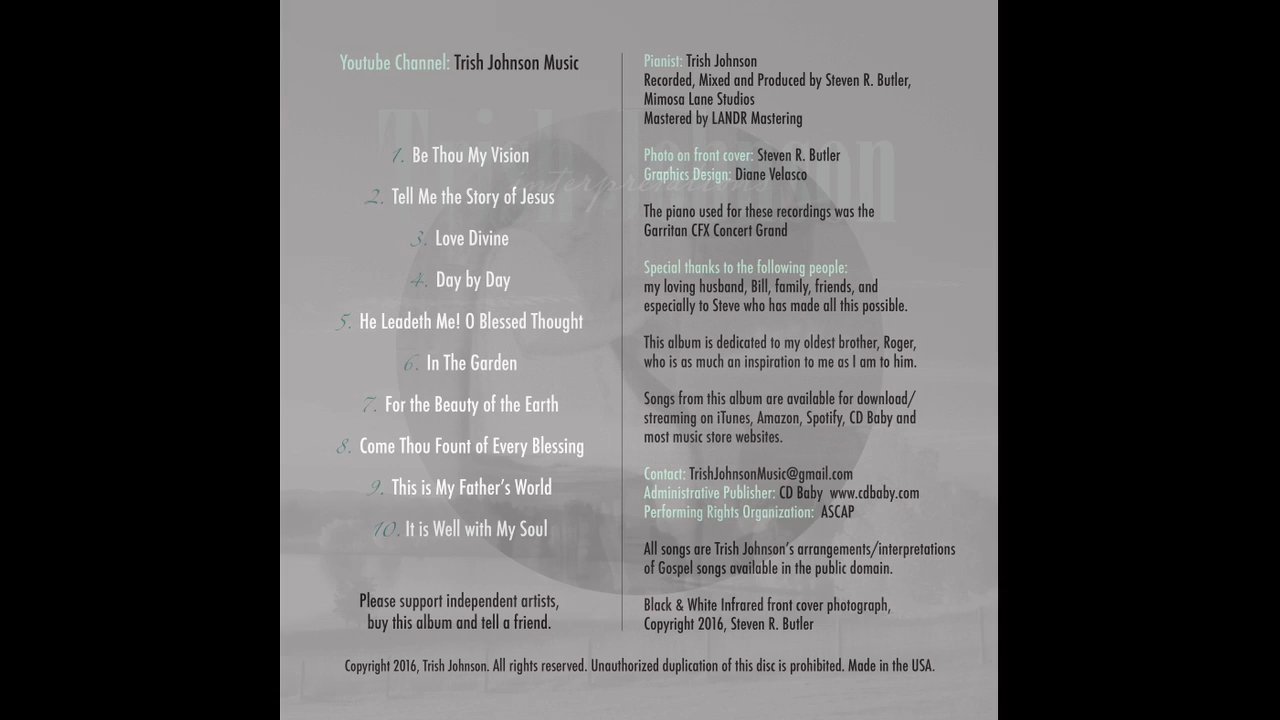 Youtube Channel: Trish Johnson Music
Trish Johnson
interpretations
1. Be Thou My Vision
2. Tell Me the Story of Jesus
3. Love Divine
4. Day by Day
5. He Leadeth Me! O Blessed Thought
6. In The Garden
7. For the Beauty of the Earth
8. Come Thou Fount of Every Blessing
9. This is My Father's World
10. It is Well with My Soul
Please support independent artists,
buy this album and tell a friend.
Pianist: Trish Johnson
Recorded, Mixed and Produced by Steven R. Butler,
Mimosa Lane Studios
Mastered by LANDR Mastering
Photo on front cover: Steven R. Butler
Graphics Design: Diane Velasco
The piano used for these recordings was the
Garritan CFX Concert Grand
Special thanks to the following people:
my loving husband, Bill, family, friends, and
especially to Steve who has made all this possible.
This album is dedicated to my oldest brother, Roger,
who is as much an inspiration to me as I am to him.
Songs from this album are available for download/
streaming on iTunes, Amazon, Spotify, CD Baby and
most music store websites.
Contact: TrishJohnsonMusic@gmail.com
Administrative Publisher: CD Baby www.cdbaby.com
Performing Rights Organization: ASCAP
All songs are Trish Johnson's arrangements/interpretations
of Gospel songs available in the public domain.
Black & White Infrared front cover photograph,
Copyright 2016, Steven R. Butler
Copyright 2016, Trish Johnson. All rights reserved. Unauthorized duplication of this disc is prohibited. Made in the USA.